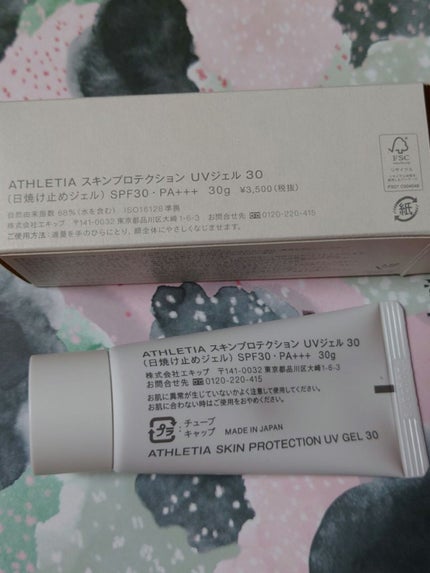 ATHLETIA スキンプロテクション UVジェル 30
(日焼け止めジェル) SPF30・PA+++ 30g ¥3,500(税抜)
自然由来指数 68%(水を含む) ISO16128準拠
株式会社エキップ 〒141-0032 東京都品川区大崎1-6-3 お問合せ先 0120-220-415
ご使用方法:適量を手のひらにとり、顔全体にやさしくなじませます。
FSC
紙
ATHLETIA スキンプロテクション UVジェル 30
(日焼け止めジェル) SPF30・PA+++ 30g
株式会社エキップ 〒141-0032 東京都品川区大崎1-6-3
お問合せ先 0120-220-415
お肌に異常が生じていないかよく注意して使用してください。
お肌に合わない時はご使用をおやめください。
プラ
:チューブ
キャップ
MADE IN JAPAN
ATHLETIA SKIN PROTECTION UV GEL 30